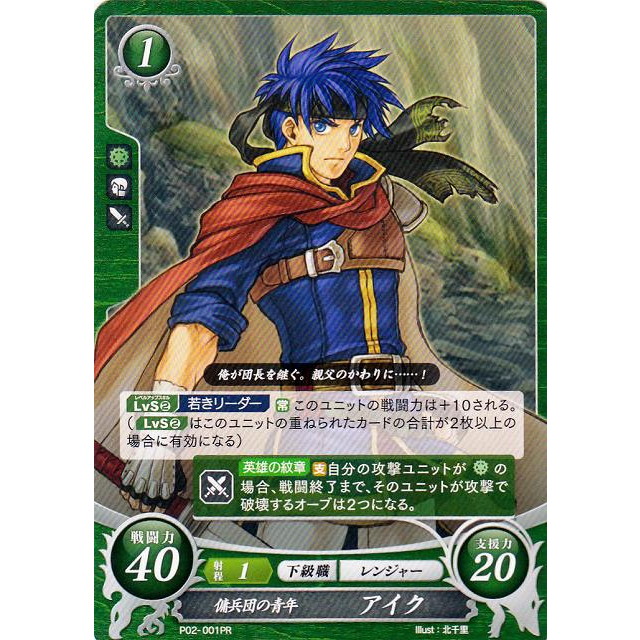 1
俺が団長を継ぐ。親父のかわりに……！
レベルアップスキル
LvS② 若きリーダー 常 このユニットの戦闘力は＋10される。
（ LvS② はこのユニットの重ねられたカードの合計が2枚以上の
場合に有効になる）
英雄の紋章 支 自分の攻撃ユニットが の
場合、戦闘終了まで、そのユニットが攻撃で
破壊するオーブは2つになる。
戦闘力
40
射程 1 下級職 レンジャー
支援力
20
傭兵団の青年 アイク
P02-001PR Illust：北千里